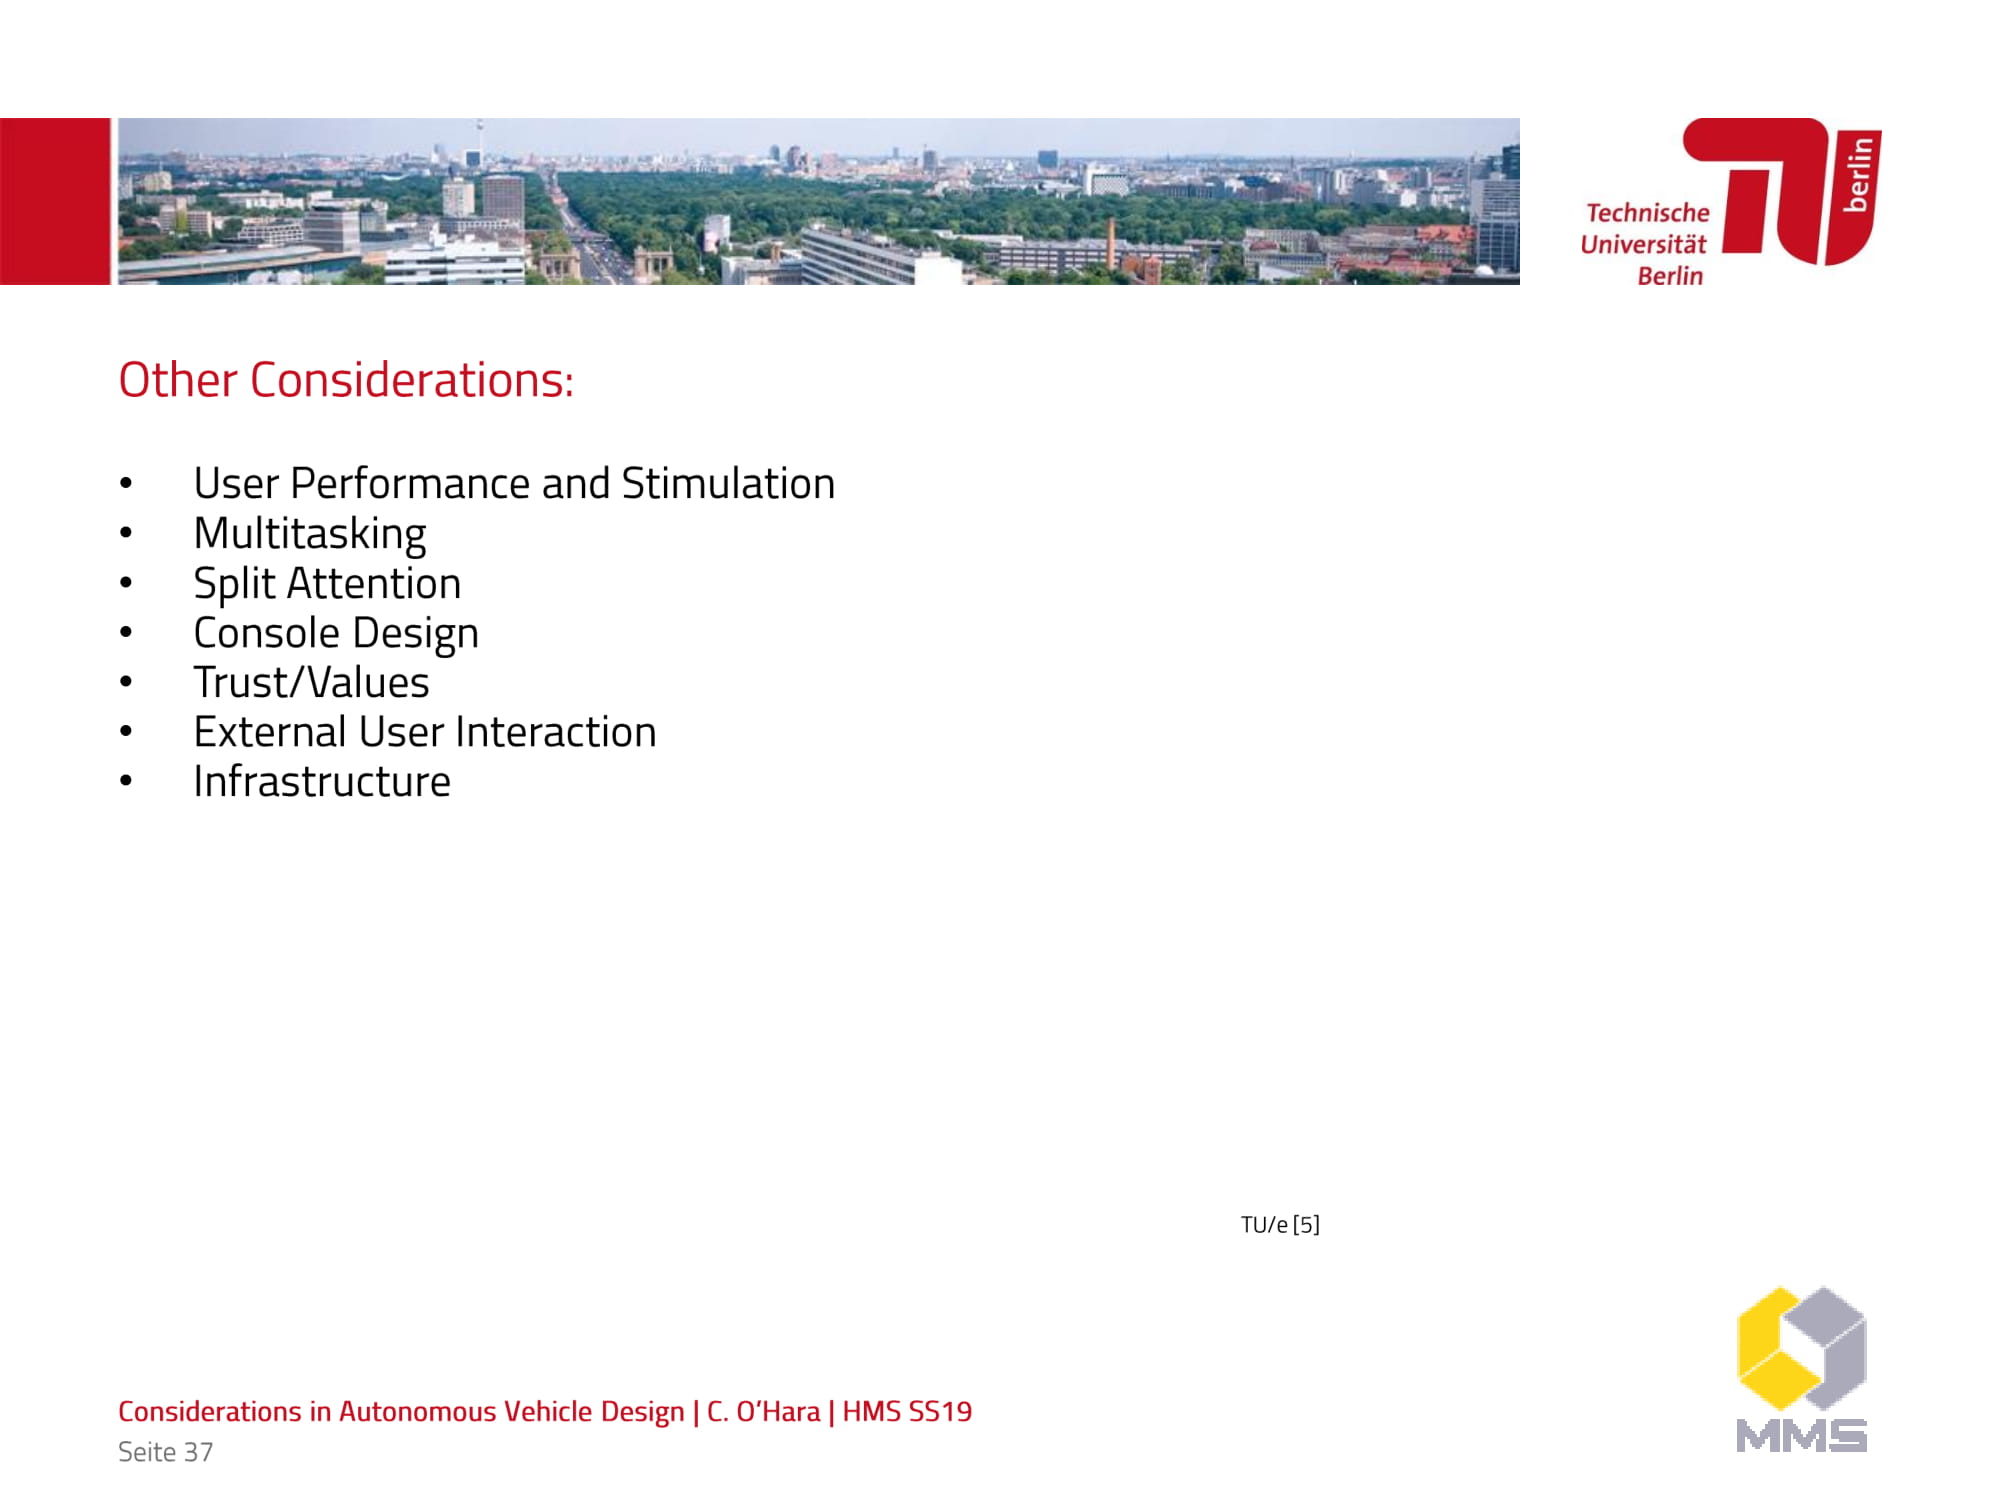 Technische
Universität
Berlin
berlin
Other Considerations:
• User Performance and Stimulation
• Multitasking
• Split Attention
• Console Design
• Trust/Values
• External User Interaction
• Infrastructure
TU/e [5]
Considerations in Autonomous Vehicle Design | C. O’Hara | HMS SS19
Seite 37
MMS